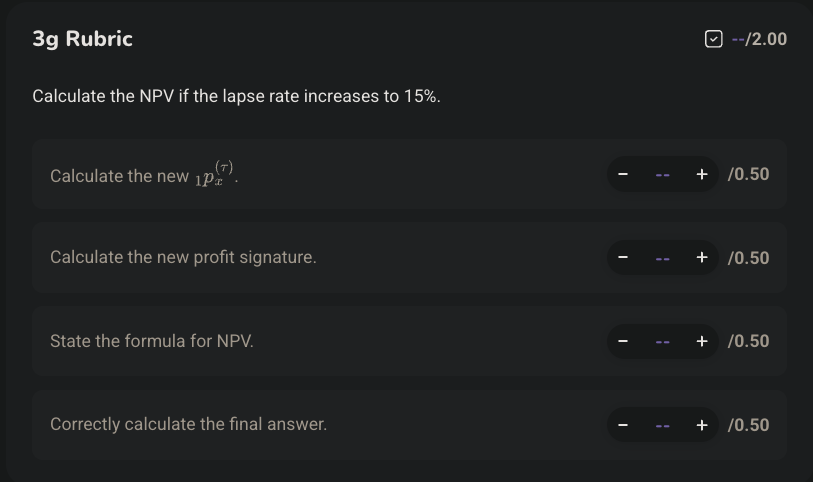 3g Rubric
--/2.00
Calculate the NPV if the lapse rate increases to 15%.
Calculate the new ₁pₓ^(τ).
− -- + /0.50
Calculate the new profit signature.
− -- + /0.50
State the formula for NPV.
− -- + /0.50
Correctly calculate the final answer.
− -- + /0.50